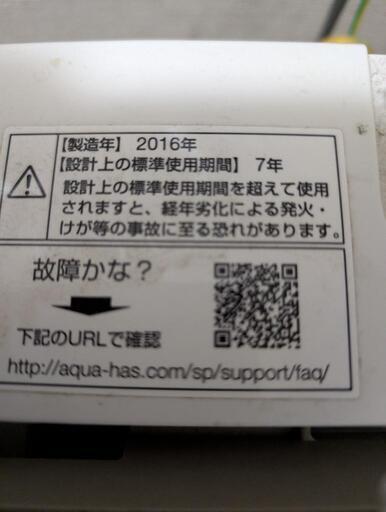 【製造年】 2016年
【設計上の標準使用期間】 7年
設計上の標準使用期間を超えて使用
されますと、経年劣化による発火・
けが等の事故に至る恐れがあります。
故障かな？
下記のURLで確認
http://aqua-has.com/sp/support/faq/